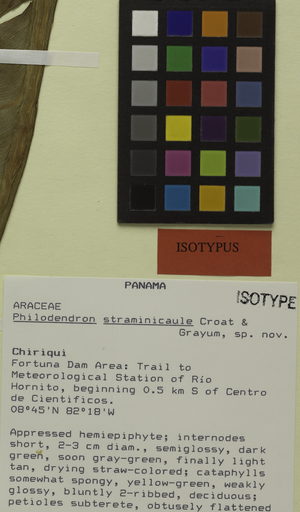 ISOTYPUS
PANAMA
ISOTYPE
ARACEAE
Philodendron straminicaule Croat &
Grayum, sp. nov.
Chiriqui
Fortuna Dam Area: Trail to
Meteorological Station of Río
Hornito, beginning 0.5 km S of Centro
de Cientificos.
08°45'N 82°18'W
Appressed hemiepiphyte; internodes
short, 2-3 cm diam., semiglossy, dark
green, soon gray-green, finally light
tan, drying straw-colored; cataphylls
somewhat spongy, yellow-green, weakly
glossy, bluntly 2-ribbed, deciduous;
petioles subterete, obtusely flattened